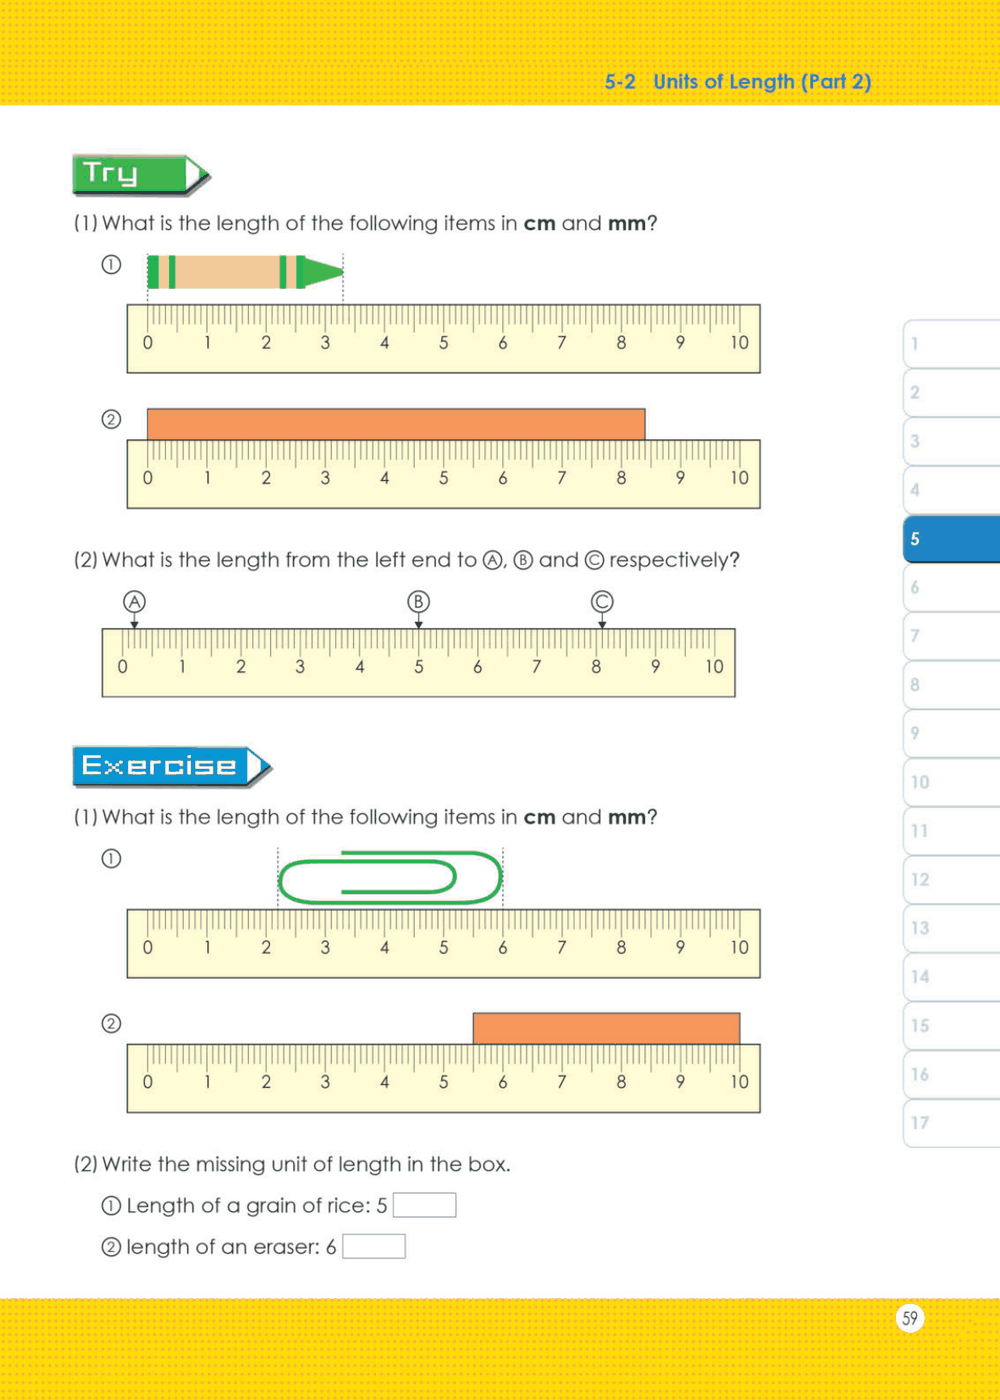 5-2 Units of Length (Part 2)
Try
(1) What is the length of the following items in cm and mm?
①
0 1 2 3 4 5 6 7 8 9 10
②
0 1 2 3 4 5 6 7 8 9 10
(2) What is the length from the left end to Ⓐ, Ⓑ and Ⓒ respectively?
Ⓐ Ⓑ Ⓒ
0 1 2 3 4 5 6 7 8 9 10
Exercise
(1) What is the length of the following items in cm and mm?
①
0 1 2 3 4 5 6 7 8 9 10
②
0 1 2 3 4 5 6 7 8 9 10
(2) Write the missing unit of length in the box.
① Length of a grain of rice: 5
② length of an eraser: 6
1
2
3
4
5
6
7
8
9
10
11
12
13
14
15
16
17
59